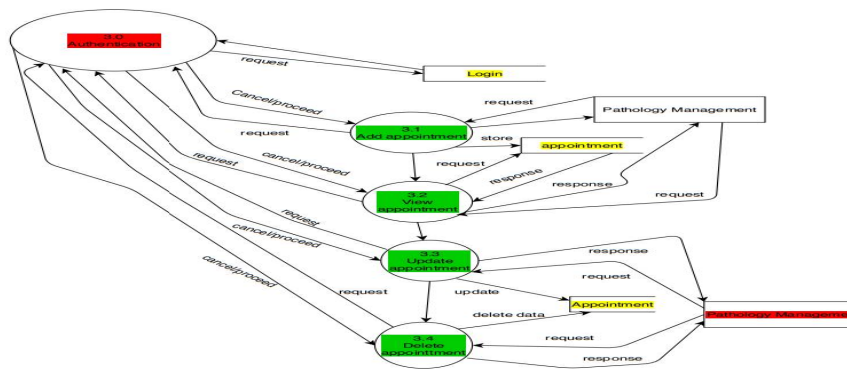 3.0
Authentication
request
Login
Cancel/proceed
request
Pathology Management
3.1
Add appointment
request
store
appointment
cancel/proceed
request
response
request
3.2
View
appointment
response
request
request
cancel/proceed
3.3
Update
appointment
response
request
cancel/proceed
request
update
Appointment
delete data
Pathology Manageme
3.4
Delete
appointtment
request
response